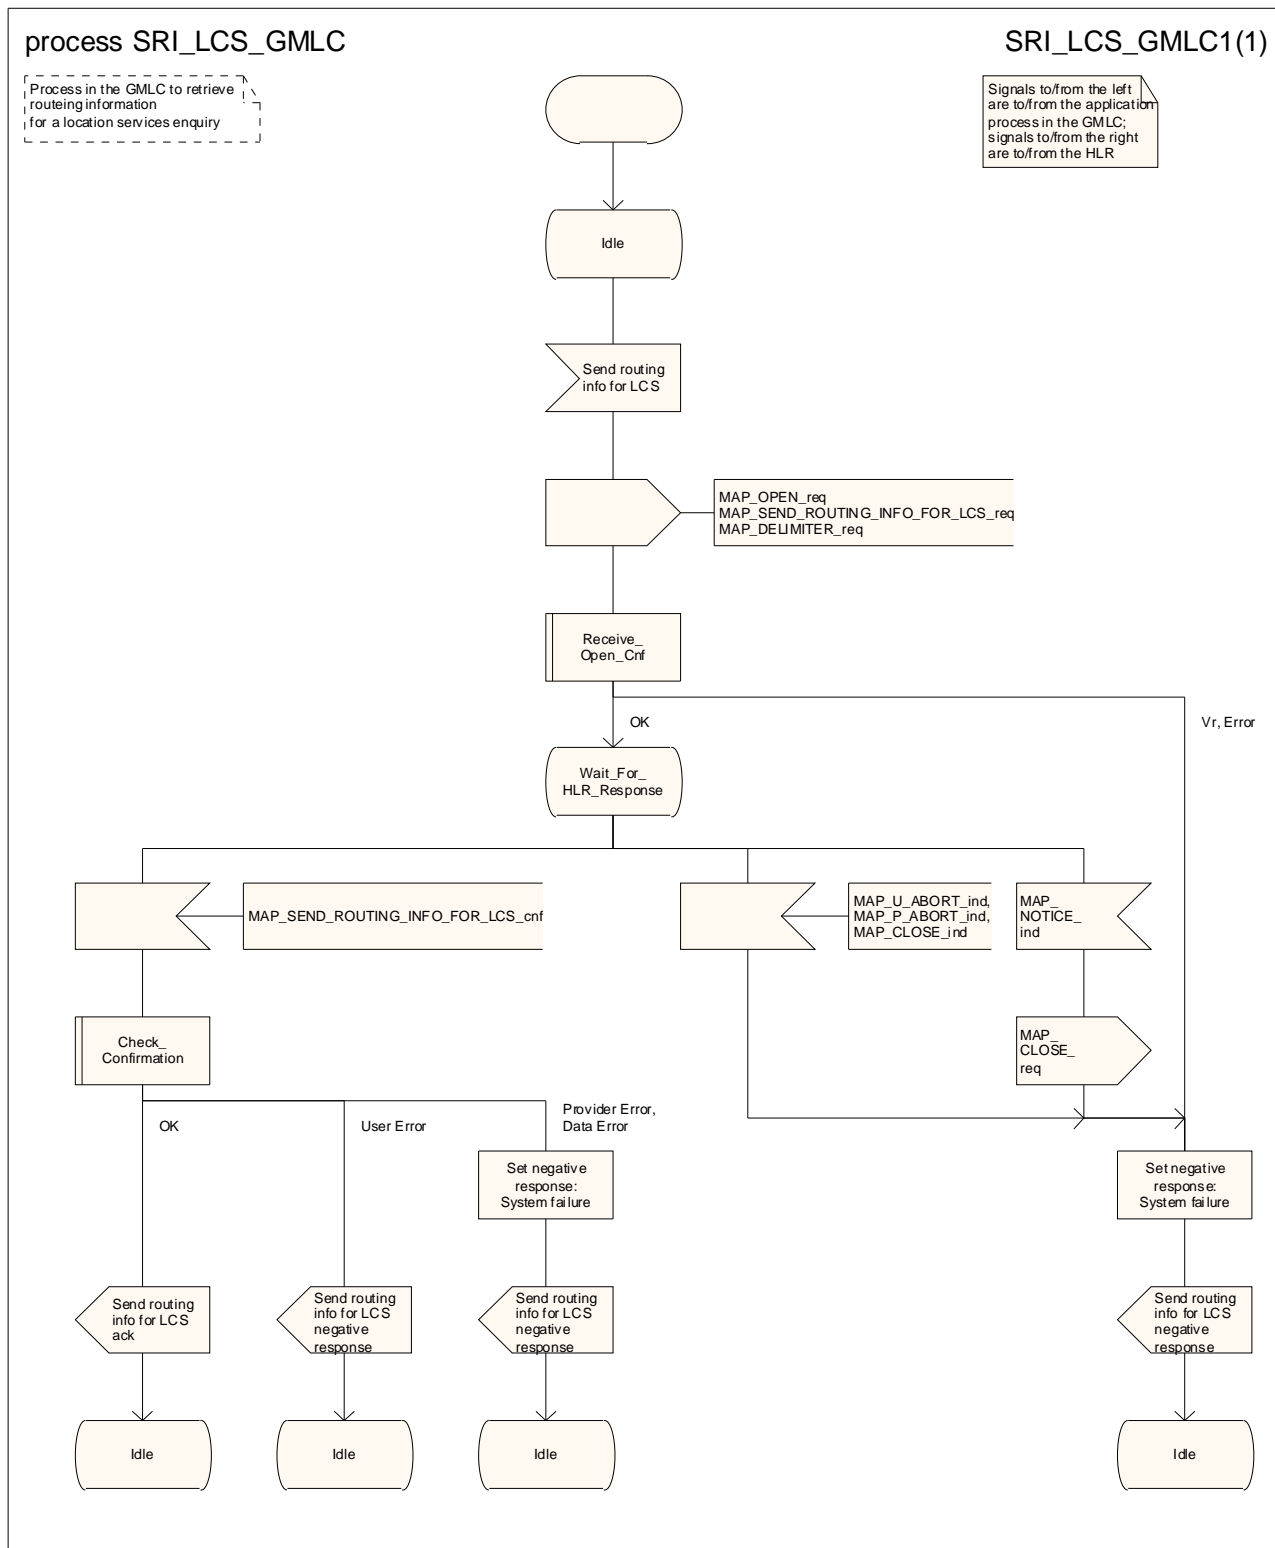 process SRI_LCS_GMLC
SRI_LCS_GMLC1(1)
Process in the GMLC to retrieve
routeing information
for a location services enquiry
Signals to/from the left
are to/from the application
process in the GMLC;
signals to/from the right
are to/from the HLR
Idle
Send routing
info for LCS
MAP_OPEN_req
MAP_SEND_ROUTING_INFO_FOR_LCS_req
MAP_DELIMITER_req
Receive_
Open_Cnf
OK
Vr, Error
Wait_For_
HLR_Response
MAP_SEND_ROUTING_INFO_FOR_LCS_cnf
MAP_U_ABORT_ind,
MAP_P_ABORT_ind,
MAP_CLOSE_ind
MAP_
NOTICE_
ind
Check_
Confirmation
MAP_
CLOSE_
req
OK
User Error
Provider Error,
Data Error
Set negative
response:
System failure
Set negative
response:
System failure
Send routing
info for LCS
ack
Send routing
info for LCS
negative
response
Send routing
info for LCS
negative
response
Send routing
info for LCS
negative
response
Idle
Idle
Idle
Idle